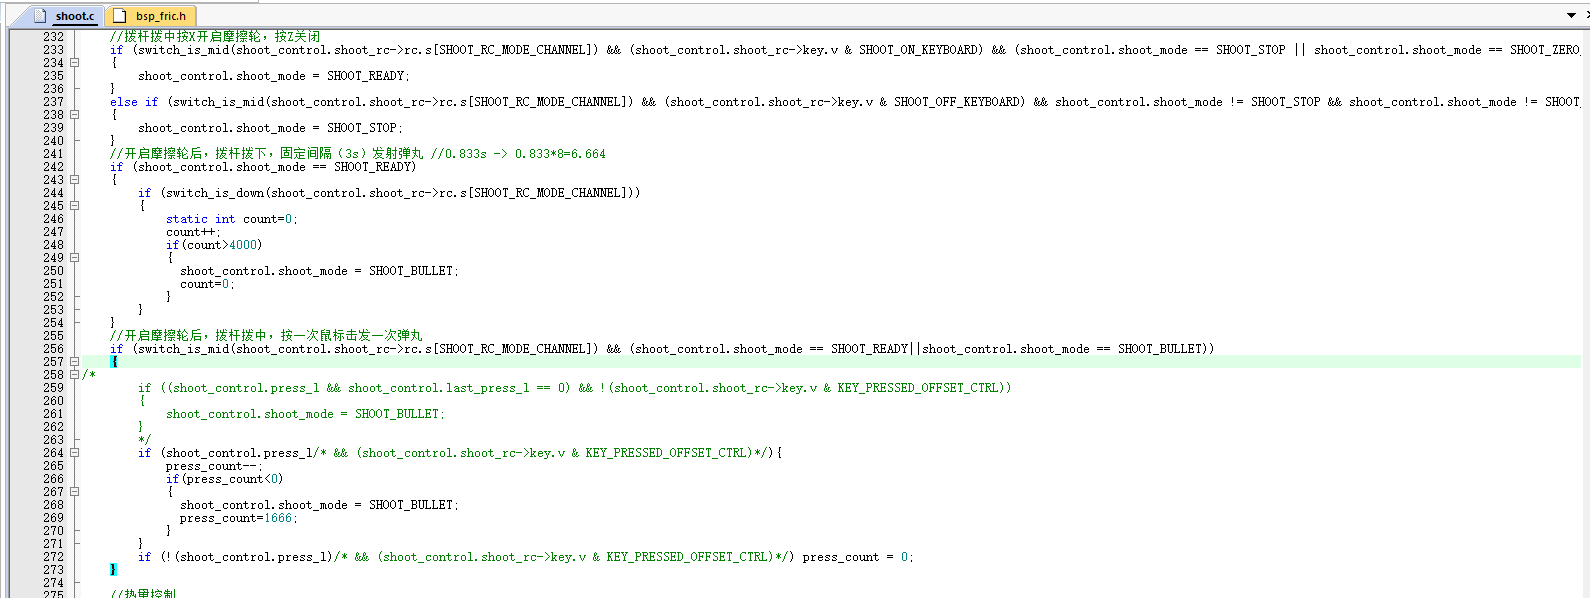 shoot.c bsp_fric.h
232 //拨杆拨中按X开启摩擦轮，按Z关闭
233 if (switch_is_mid(shoot_control.shoot_rc->rc.s[SHOOT_RC_MODE_CHANNEL]) && (shoot_control.shoot_rc->key.v & SHOOT_ON_KEYBOARD) && (shoot_control.shoot_mode == SHOOT_STOP || shoot_control.shoot_mode == SHOOT_ZERO_
234 {
235 shoot_control.shoot_mode = SHOOT_READY;
236 }
237 else if (switch_is_mid(shoot_control.shoot_rc->rc.s[SHOOT_RC_MODE_CHANNEL]) && (shoot_control.shoot_rc->key.v & SHOOT_OFF_KEYBOARD) && shoot_control.shoot_mode != SHOOT_STOP && shoot_control.shoot_mode != SHOOT_
238 {
239 shoot_control.shoot_mode = SHOOT_STOP;
240 }
241 //开启摩擦轮后，拨杆拨下，固定间隔（3s）发射弹丸 //0.833s -> 0.833*8=6.664
242 if (shoot_control.shoot_mode == SHOOT_READY)
243 {
244 if (switch_is_down(shoot_control.shoot_rc->rc.s[SHOOT_RC_MODE_CHANNEL]))
245 {
246 static int count=0;
247 count++;
248 if(count>4000)
249 {
250 shoot_control.shoot_mode = SHOOT_BULLET;
251 count=0;
252 }
253 }
254 }
255 //开启摩擦轮后，拨杆拨中，按一次鼠标击发一次弹丸
256 if (switch_is_mid(shoot_control.shoot_rc->rc.s[SHOOT_RC_MODE_CHANNEL]) && (shoot_control.shoot_mode == SHOOT_READY||shoot_control.shoot_mode == SHOOT_BULLET))
257 {
258 /*
259 if ((shoot_control.press_l && shoot_control.last_press_l == 0) && !(shoot_control.shoot_rc->key.v & KEY_PRESSED_OFFSET_CTRL))
260 {
261 shoot_control.shoot_mode = SHOOT_BULLET;
262 }
263 */
264 if (shoot_control.press_l/* && (shoot_control.shoot_rc->key.v & KEY_PRESSED_OFFSET_CTRL)*/){
265 press_count--;
266 if(press_count<0)
267 {
268 shoot_control.shoot_mode = SHOOT_BULLET;
269 press_count=1666;
270 }
271 }
272 if (!(shoot_control.press_l)/* && (shoot_control.shoot_rc->key.v & KEY_PRESSED_OFFSET_CTRL)*/) press_count = 0;
273 }
274
275 //热量控制